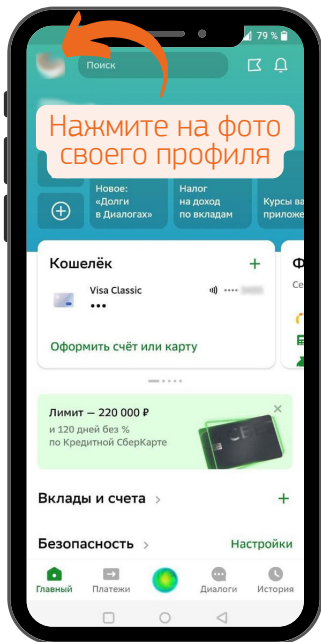 79 %
Поиск
Нажмите на фото
своего профиля
Новое:
«Долги
в Диалогах»
Налог
на доход
по вкладам
Курсы ва
приложе
Кошелёк
+
Ф
Visa Classic
••••
•••
Се
Оформить счёт или карту
Лимит – 220 000 ₽
и 120 дней без %
по Кредитной СберКарте
СБЕ
Вклады и счета >
+
Безопасность >
Настройки
Главный
Платежи
Диалоги
История